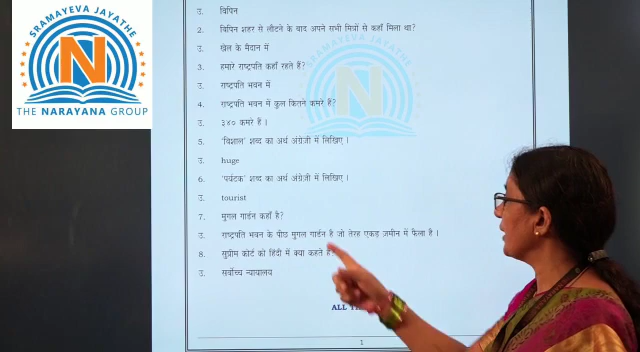 SRAMAYEVA JAYATHE
N
THE NARAYANA GROUP
SRAMAYEVA JAYATHE
N
उ. विपिन
2. विपिन शहर से लौटने के बाद अपने सभी मित्रों से कहाँ मिला था?
उ. खेल के मैदान में
3. हमारे राष्ट्रपति कहाँ रहते हैं?
उ. राष्ट्रपति भवन में
4. राष्ट्रपति भवन में कुल कितने कमरे हैं?
उ. ३४० कमरे हैं ।
5. 'विशाल' शब्द का अर्थ अंग्रेज़ी में लिखिए ।
उ. huge
6. 'पर्यटक' शब्द का अर्थ अंग्रेज़ी में लिखिए ।
उ. tourist
7. मुगल गार्डन कहाँ है?
उ. राष्ट्रपति भवन के पीछे मुगल गार्डन है जो तेरह एकड़ ज़मीन में फैला है ।
8. सुप्रीम कोर्ट को हिंदी में क्या कहते हैं?
उ. सर्वोच्च न्यायालय
ALL
1